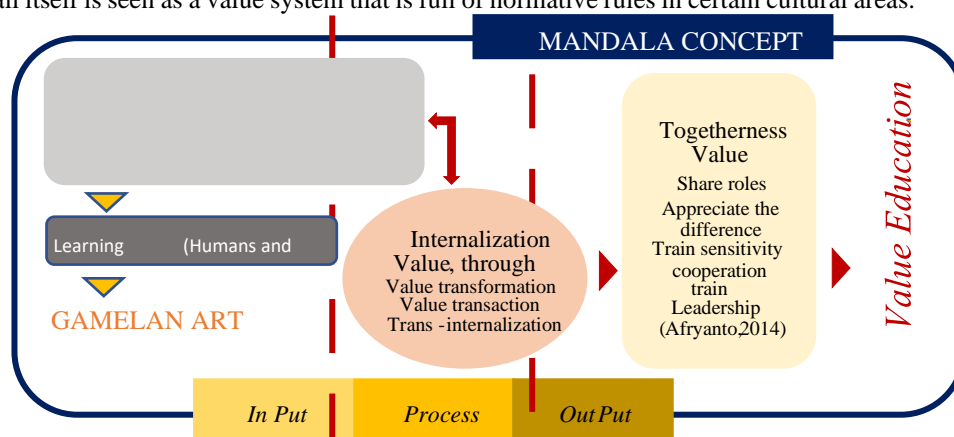 itself is seen as a value system that is full of normative rules in certain cultural areas.
MANDALA CONCEPT
Learning (Humans and
GAMELAN ART
Internalization
Value, through
Value transformation
Value transaction
Trans -internalization
Togetherness
Value
Share roles
Appreciate the
difference
Train sensitivity
cooperation
train
Leadership
(Afryanto,2014)
Value Education
In Put
Process
OutPut